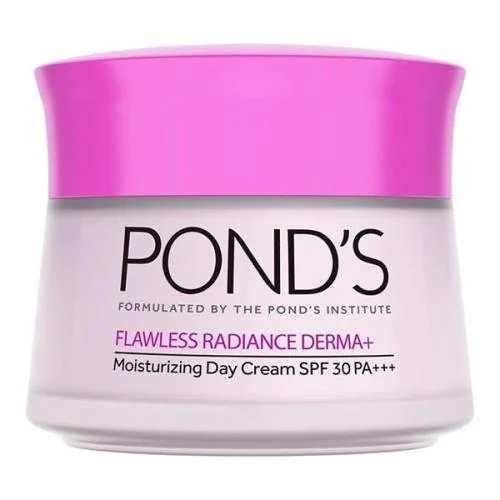 POND'S
FORMULATED BY THE POND'S INSTITUTE
FLAWLESS RADIANCE DERMA+
Moisturizing Day Cream SPF 30 PA+++